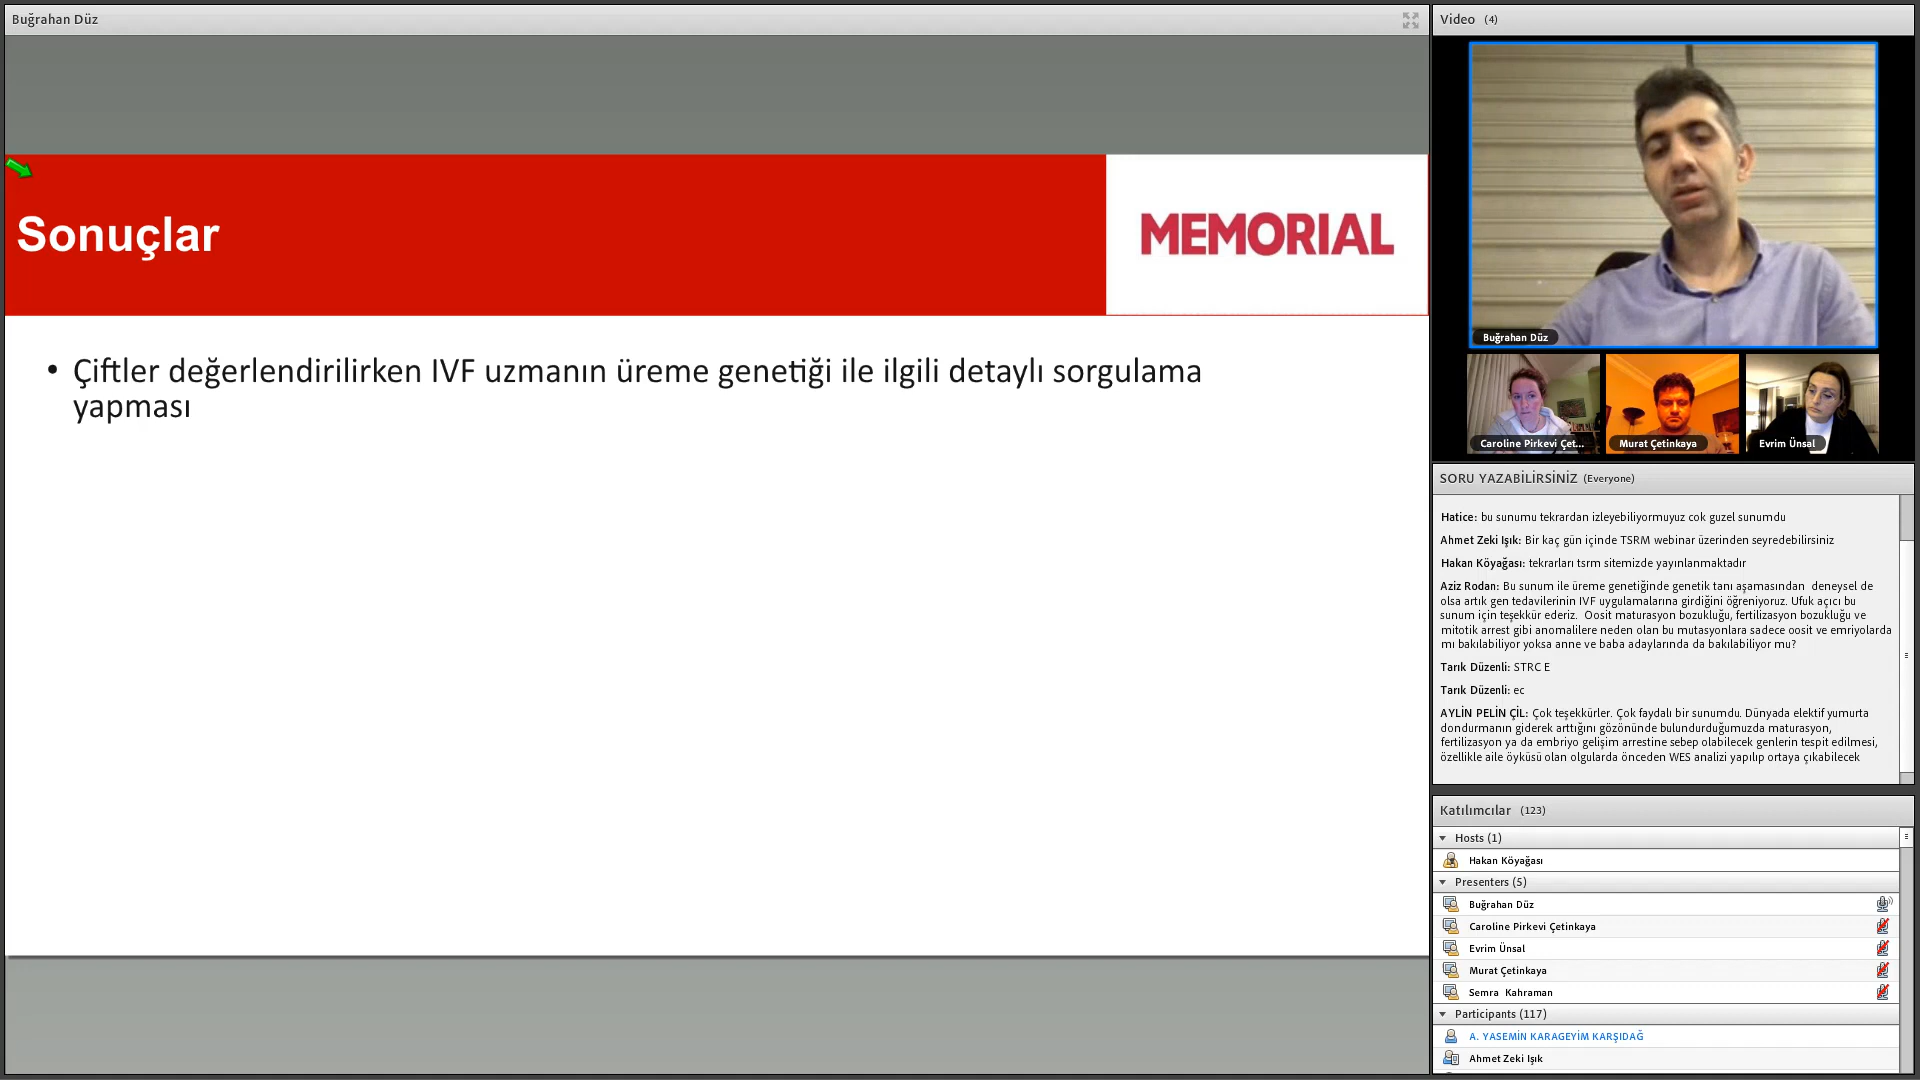 Buğrahan Düz
Sonuçlar
MEMORIAL
• Çiftler değerlendirilirken IVF uzmanın üreme genetiği ile ilgili detaylı sorgulama
yapması
Video (4)
Buğrahan Düz
Caroline Pirkevi Çet...
Murat Çetinkaya
Evrim Ünsal
SORU YAZABİLİRSİNİZ (Everyone)
Hatice: bu sunumu tekrardan izleyebiliyormuyuz cok guzel sunumdu
Ahmet Zeki Işık: Bir kaç gün içinde TSRM webinar üzerinden seyredebilirsiniz
Hakan Köyağası: tekrarları tsrm sitemizde yayınlanmaktadır
Aziz Rodan: Bu sunum ile üreme genetiğinde genetik tanı aşamasından deneysel de
olsa artık gen tedavilerinin IVF uygulamalarına girdiğini öğreniyoruz. Ufuk açıcı bu
sunum için teşekkür ederiz. Oosit maturasyon bozukluğu, fertilizasyon bozukluğu ve
mitotik arrest gibi anomalilere neden olan bu mutasyonlara sadece oosit ve emriyolarda
mı bakılabiliyor yoksa anne ve baba adaylarında da bakılabiliyor mu?
Tarık Düzenli: STRC E
Tarık Düzenli: ec
AYLİN PELİN ÇİL: Çok teşekkürler. Çok faydalı bir sunumdu. Dünyada elektif yumurta
dondurmanın giderek arttığını gözönünde bulundurduğumuzda maturasyon,
fertilizasyon ya da embriyo gelişim arrestine sebep olabilecek genlerin tespit edilmesi,
özellikle aile öyküsü olan olgularda önceden WES analizi yapılıp ortaya çıkabilecek
Katılımcılar (123)
Hosts (1)
Hakan Köyağası
Presenters (5)
Buğrahan Düz
Caroline Pirkevi Çetinkaya
Evrim Ünsal
Murat Çetinkaya
Semra Kahraman
Participants (117)
A. YASEMİN KARAGEYİM KARŞIDAĞ
Ahmet Zeki Işık